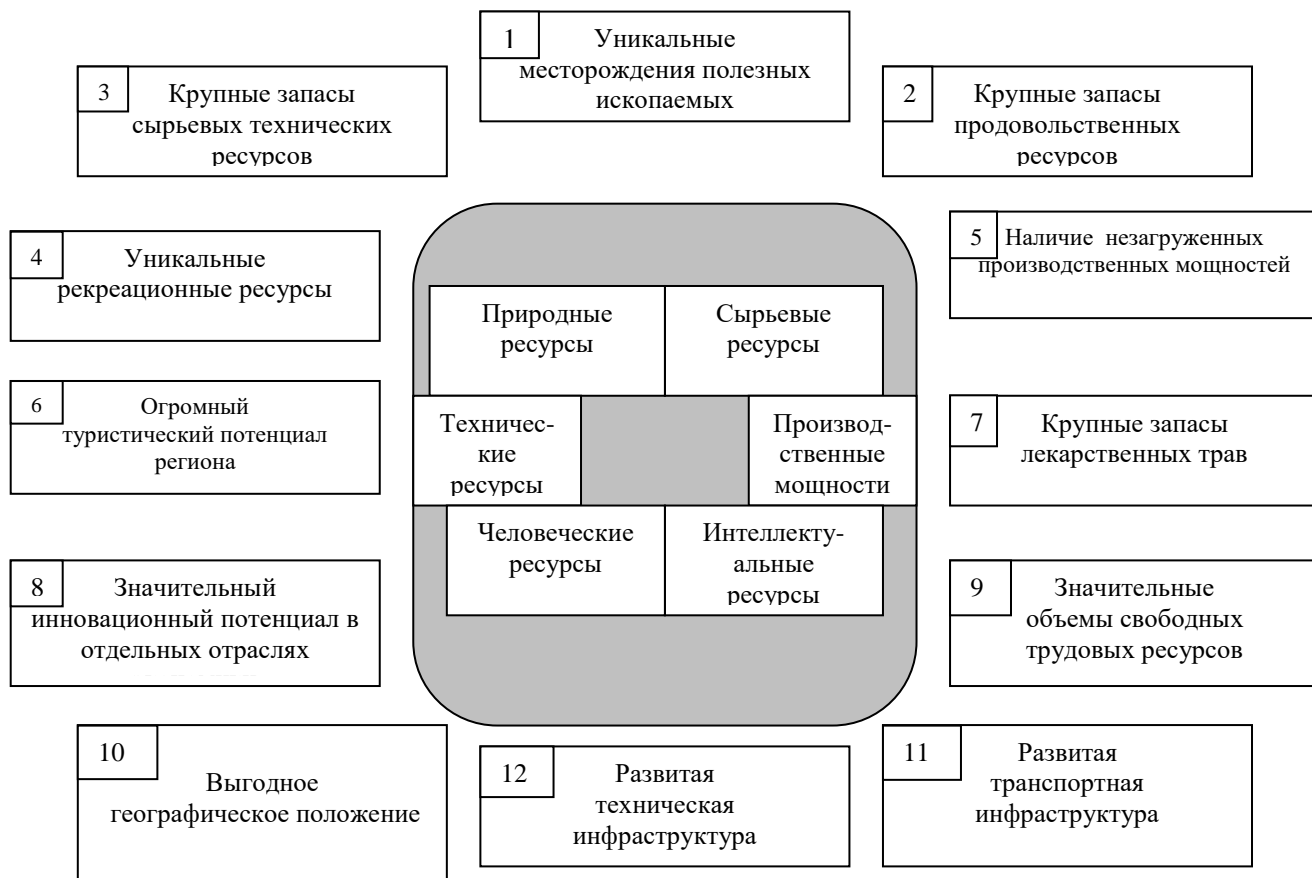 1
Уникальные
месторождения полезных
ископаемых
3
Крупные запасы
сырьевых технических
ресурсов
2
Крупные запасы
продовольственных
ресурсов
4
Уникальные
рекреационные ресурсы
5
Наличие незагруженных
производственных мощностей
Природные
ресурсы
Сырьевые
ресурсы
6
Огромный
туристический потенциал
региона
Техничес-
кие
ресурсы
Производ-
ственные
мощности
7
Крупные запасы
лекарственных трав
Человеческие
ресурсы
Интеллекту-
альные
ресурсы
8
Значительный
инновационный потенциал в
отдельных отраслях
9
Значительные
объемы свободных
трудовых ресурсов
10
Выгодное
географическое положение
12
Развитая
техническая
инфраструктура
11
Развитая
транспортная
инфраструктура